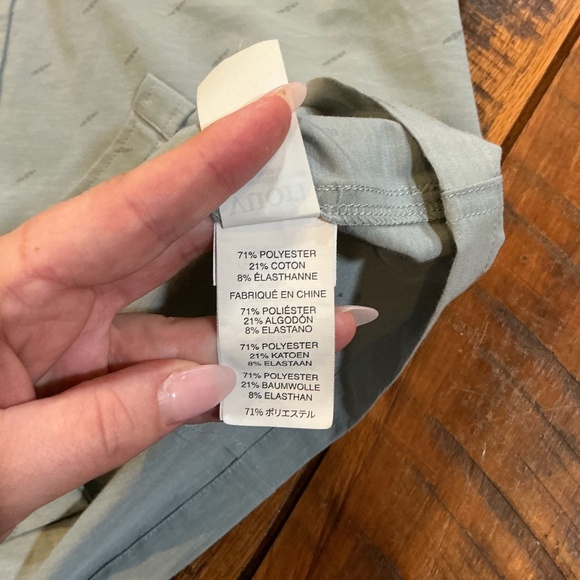 71% POLYESTER
21% COTON
8% ÉLASTHANNE
FABRIQUÉ EN CHINE
71% POLIÉSTER
21% ALGODÓN
8% ELASTANO
71% POLYESTER
21% KATOEN
8% ELASTAAN
71% POLYESTER
21% BAUMWOLLE
8% ELASTHAN
71% ポリエステル